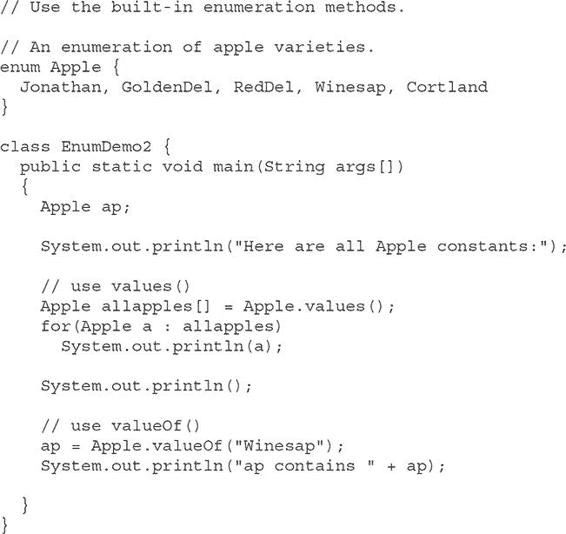 // Use the built-in enumeration methods.

// An enumeration of apple varieties.
enum Apple {
  Jonathan, GoldenDel, RedDel, Winesap, Cortland
}

class EnumDemo2 {
  public static void main(String args[])
  {
    Apple ap;

    System.out.println("Here are all Apple constants:");

    // use values()
    Apple allapples[] = Apple.values();
    for(Apple a : allapples)
      System.out.println(a);

    System.out.println();

    // use valueOf()
    ap = Apple.valueOf("Winesap");
    System.out.println("ap contains " + ap);

  }
}